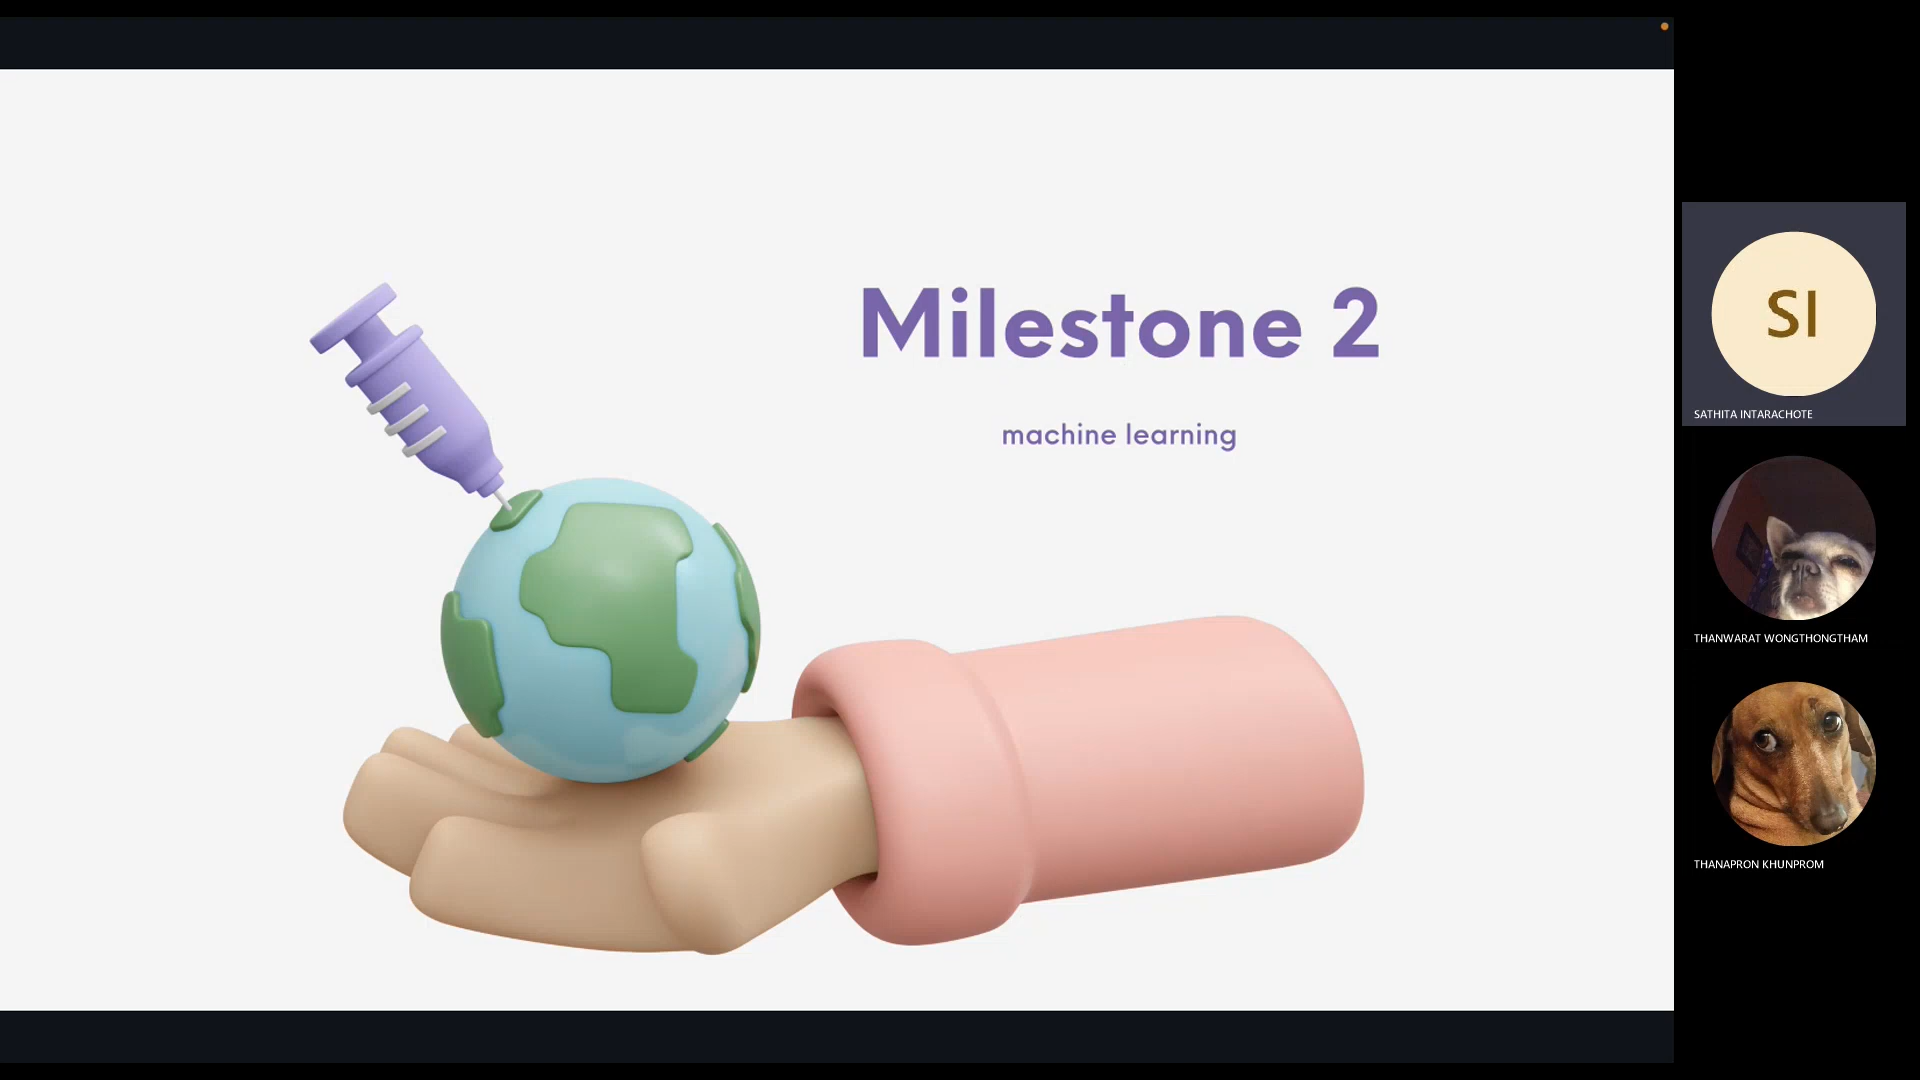 Milestone 2
machine learning
SI
SATHITA INTARACHOTE
THANWARAT WONGTHONGTHAM
THANAPRON KHUNPROM